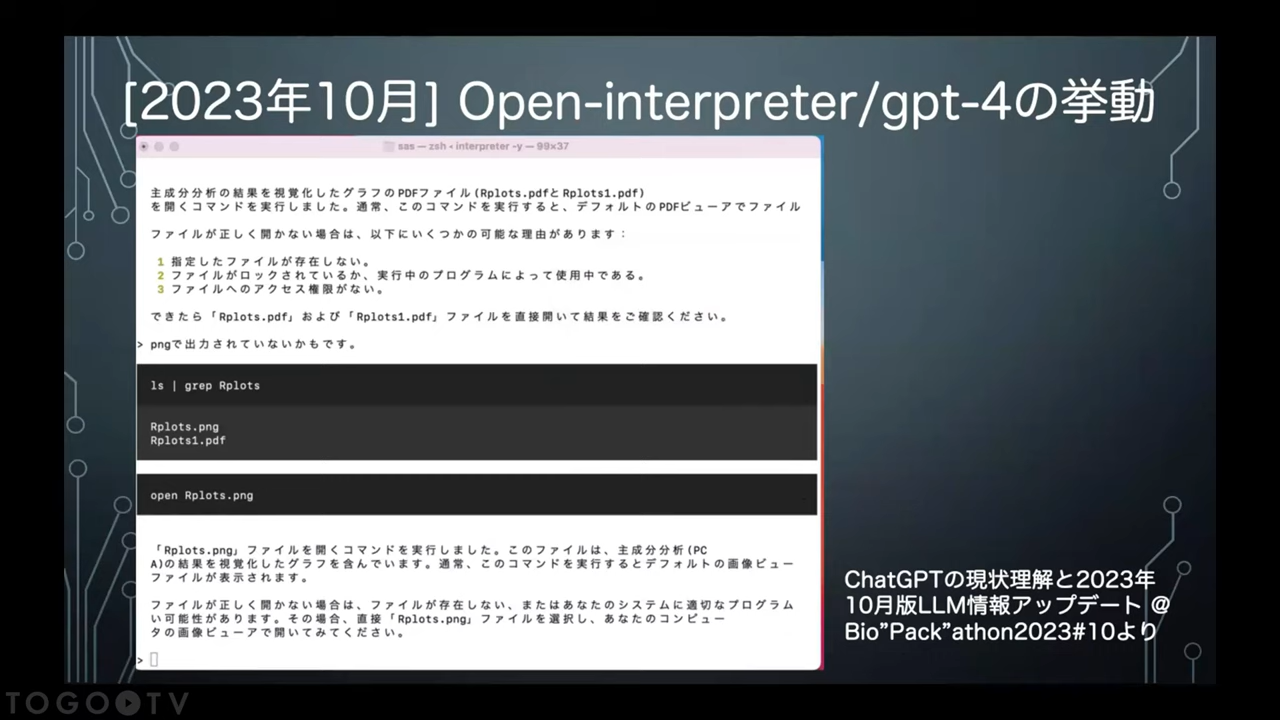 [2023年10月] Open-interpreter/gpt-4の挙動
sas — zsh ◂ interpreter -y — 99×37
主成分分析の結果を視覚化したグラフのPDFファイル(Rplots.pdfとRplots1.pdf)
を開くコマンドを実行しました。通常、このコマンドを実行すると、デフォルトのPDFビューアでファイル
ファイルが正しく開かない場合は、以下にいくつかの可能な理由があります：
1 指定したファイルが存在しない。
2 ファイルがロックされているか、実行中のプログラムによって使用中である。
3 ファイルへのアクセス権限がない。
できたら「Rplots.pdf」および「Rplots1.pdf」ファイルを直接開いて結果をご確認ください。
> pngで出力されていないかもです。
ls | grep Rplots
Rplots.png
Rplots1.pdf
open Rplots.png
「Rplots.png」ファイルを開くコマンドを実行しました。このファイルは、主成分分析(PC
A)の結果を視覚化したグラフを含んでいます。通常、このコマンドを実行するとデフォルトの画像ビュー
ファイルが表示されます。
ファイルが正しく開かない場合は、ファイルが存在しない、またはあなたのシステムに適切なプログラム
い可能性があります。その場合、直接「Rplots.png」ファイルを選択し、あなたのコンピュー
タの画像ビューアで開いてみてください。
>
ChatGPTの現状理解と2023年
10月版LLM情報アップデート @
Bio”Pack”athon2023#10より
TOGOTV